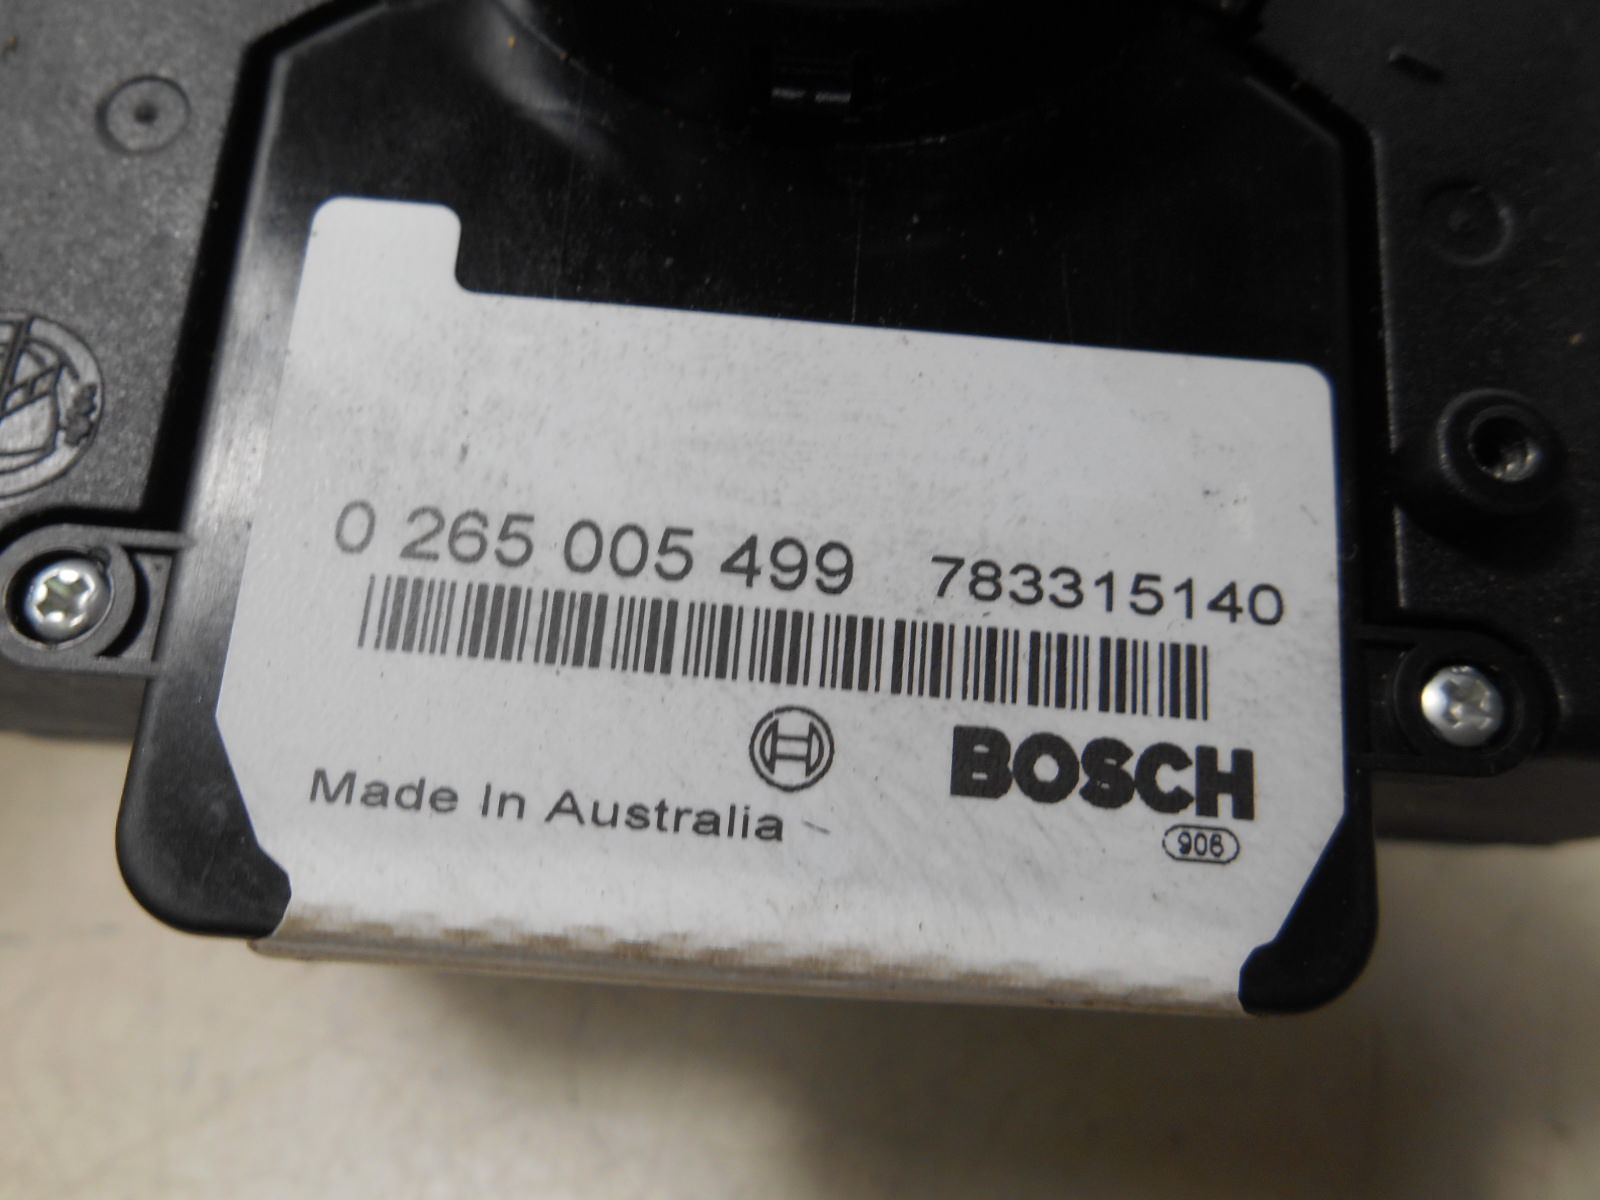 0 265 005 499 783315140
BOSCH
Made In Australia
906